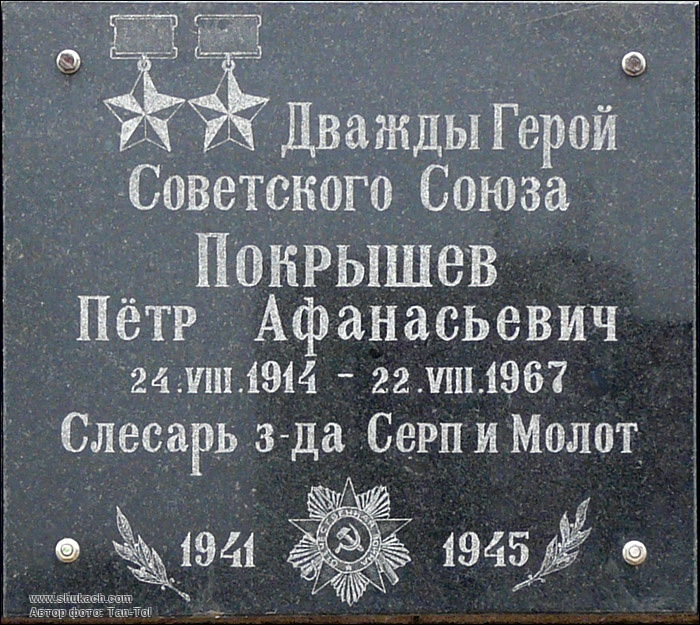 Дважды Герой
Советского Союза
Покрышев
Пётр Афанасьевич
24.VIII.1914 - 22.VIII.1967
Слесарь з-да Серп и Молот
1941 1945
www.shukach.com
Автор фото: Tan-Tol